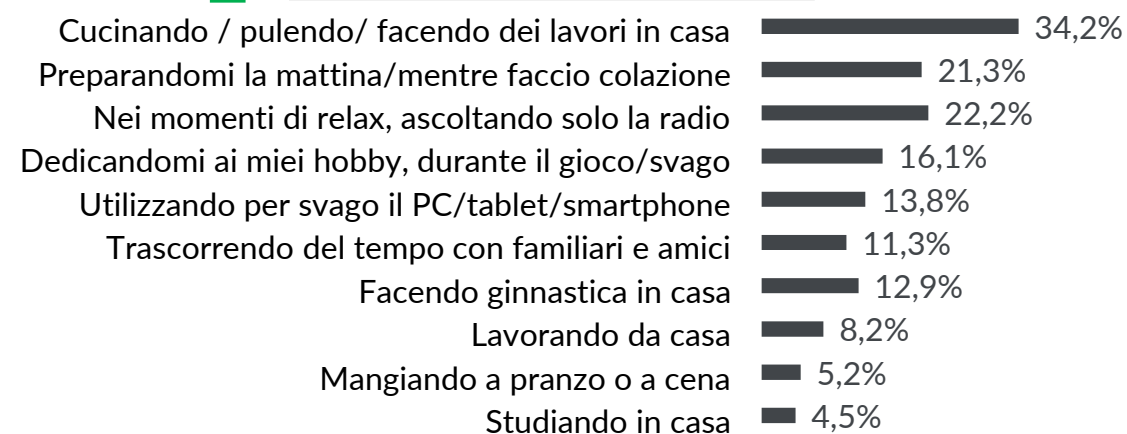 Cucinando / pulendo/ facendo dei lavori in casa 34,2%
Preparandomi la mattina/mentre faccio colazione 21,3%
Nei momenti di relax, ascoltando solo la radio 22,2%
Dedicandomi ai miei hobby, durante il gioco/svago 16,1%
Utilizzando per svago il PC/tablet/smartphone 13,8%
Trascorrendo del tempo con familiari e amici 11,3%
Facendo ginnastica in casa 12,9%
Lavorando da casa 8,2%
Mangiando a pranzo o a cena 5,2%
Studiando in casa 4,5%